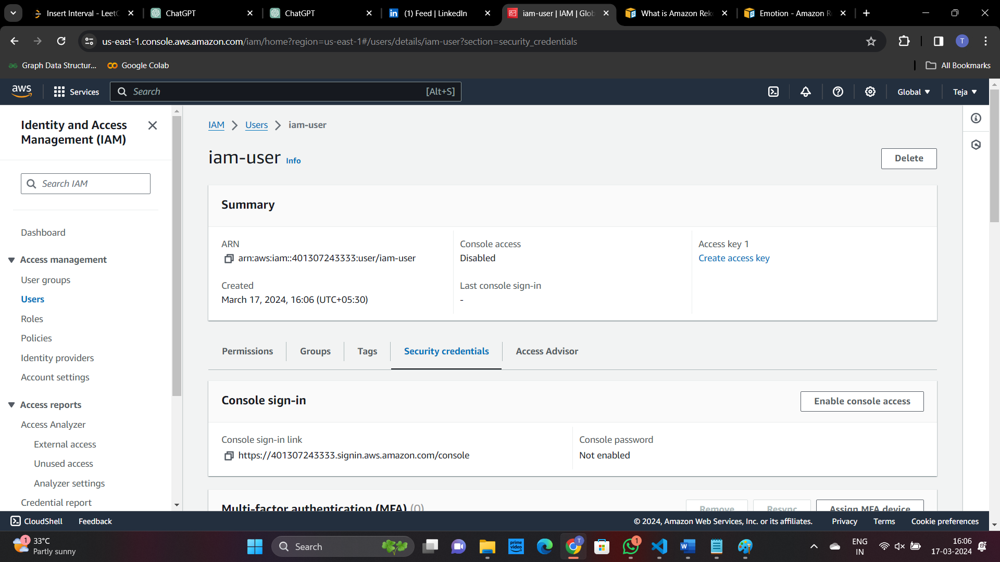 Insert Interval - LeetC
ChatGPT
ChatGPT
in (1) Feed | LinkedIn
iam-user | IAM | Glob
What is Amazon Rek
Emotion - Amazon R
us-east-1.console.aws.amazon.com/iam/home?region=us-east-1#/users/details/iam-user?section=security_credentials
T
Graph Data Structur...
Google Colab
All Bookmarks
aws
Services
Search
[Alt+S]
Global
Teja
Identity and Access
Management (IAM)
Search IAM
Dashboard
Access management
User groups
Users
Roles
Policies
Identity providers
Account settings
Access reports
Access Analyzer
External access
Unused access
Analyzer settings
Credential report
IAM
Users
iam-user
iam-user Info
Delete
Summary
ARN
arn:aws:iam::401307243333:user/iam-user
Console access
Disabled
Access key 1
Create access key
Created
March 17, 2024, 16:06 (UTC+05:30)
Last console sign-in
-
Permissions
Groups
Tags
Security credentials
Access Advisor
Console sign-in
Enable console access
Console sign-in link
https://401307243333.signin.aws.amazon.com/console
Console password
Not enabled
Multi-factor authentication (MFA) (0)
Remove
Resync
Assign MFA device
CloudShell
Feedback
© 2024, Amazon Web Services, Inc. or its affiliates.
Privacy
Terms
Cookie preferences
1
33°C
Partly sunny
Search
prime
video
T
1
W
ENG
IN
16:06
17-03-2024